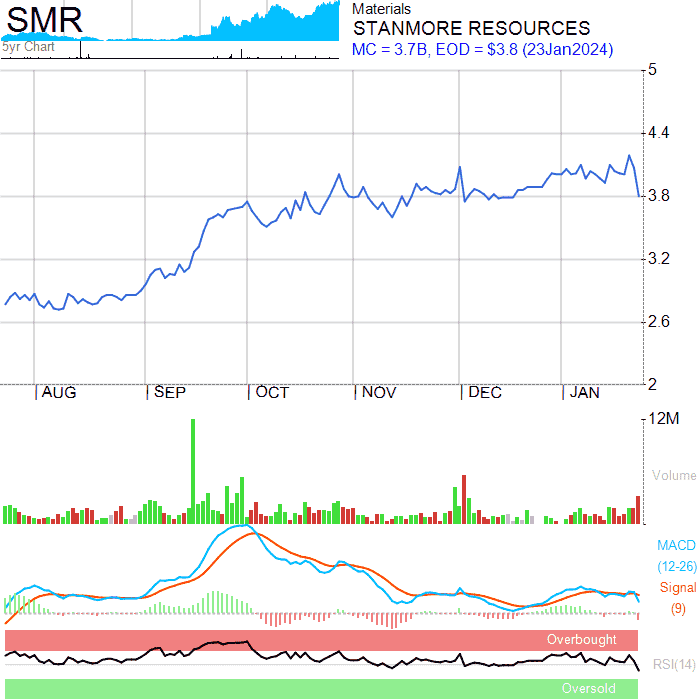 SMR
5yr Chart
Materials
STANMORE RESOURCES
MC = 3.7B, EOD = $3.8 (23Jan2024)
5
4.4
3.8
3.2
2.6
2
AUG SEP OCT NOV DEC JAN
12M
Volume
MACD
(12-26)
Signal
(9)
Overbought
RSI(14)
Oversold